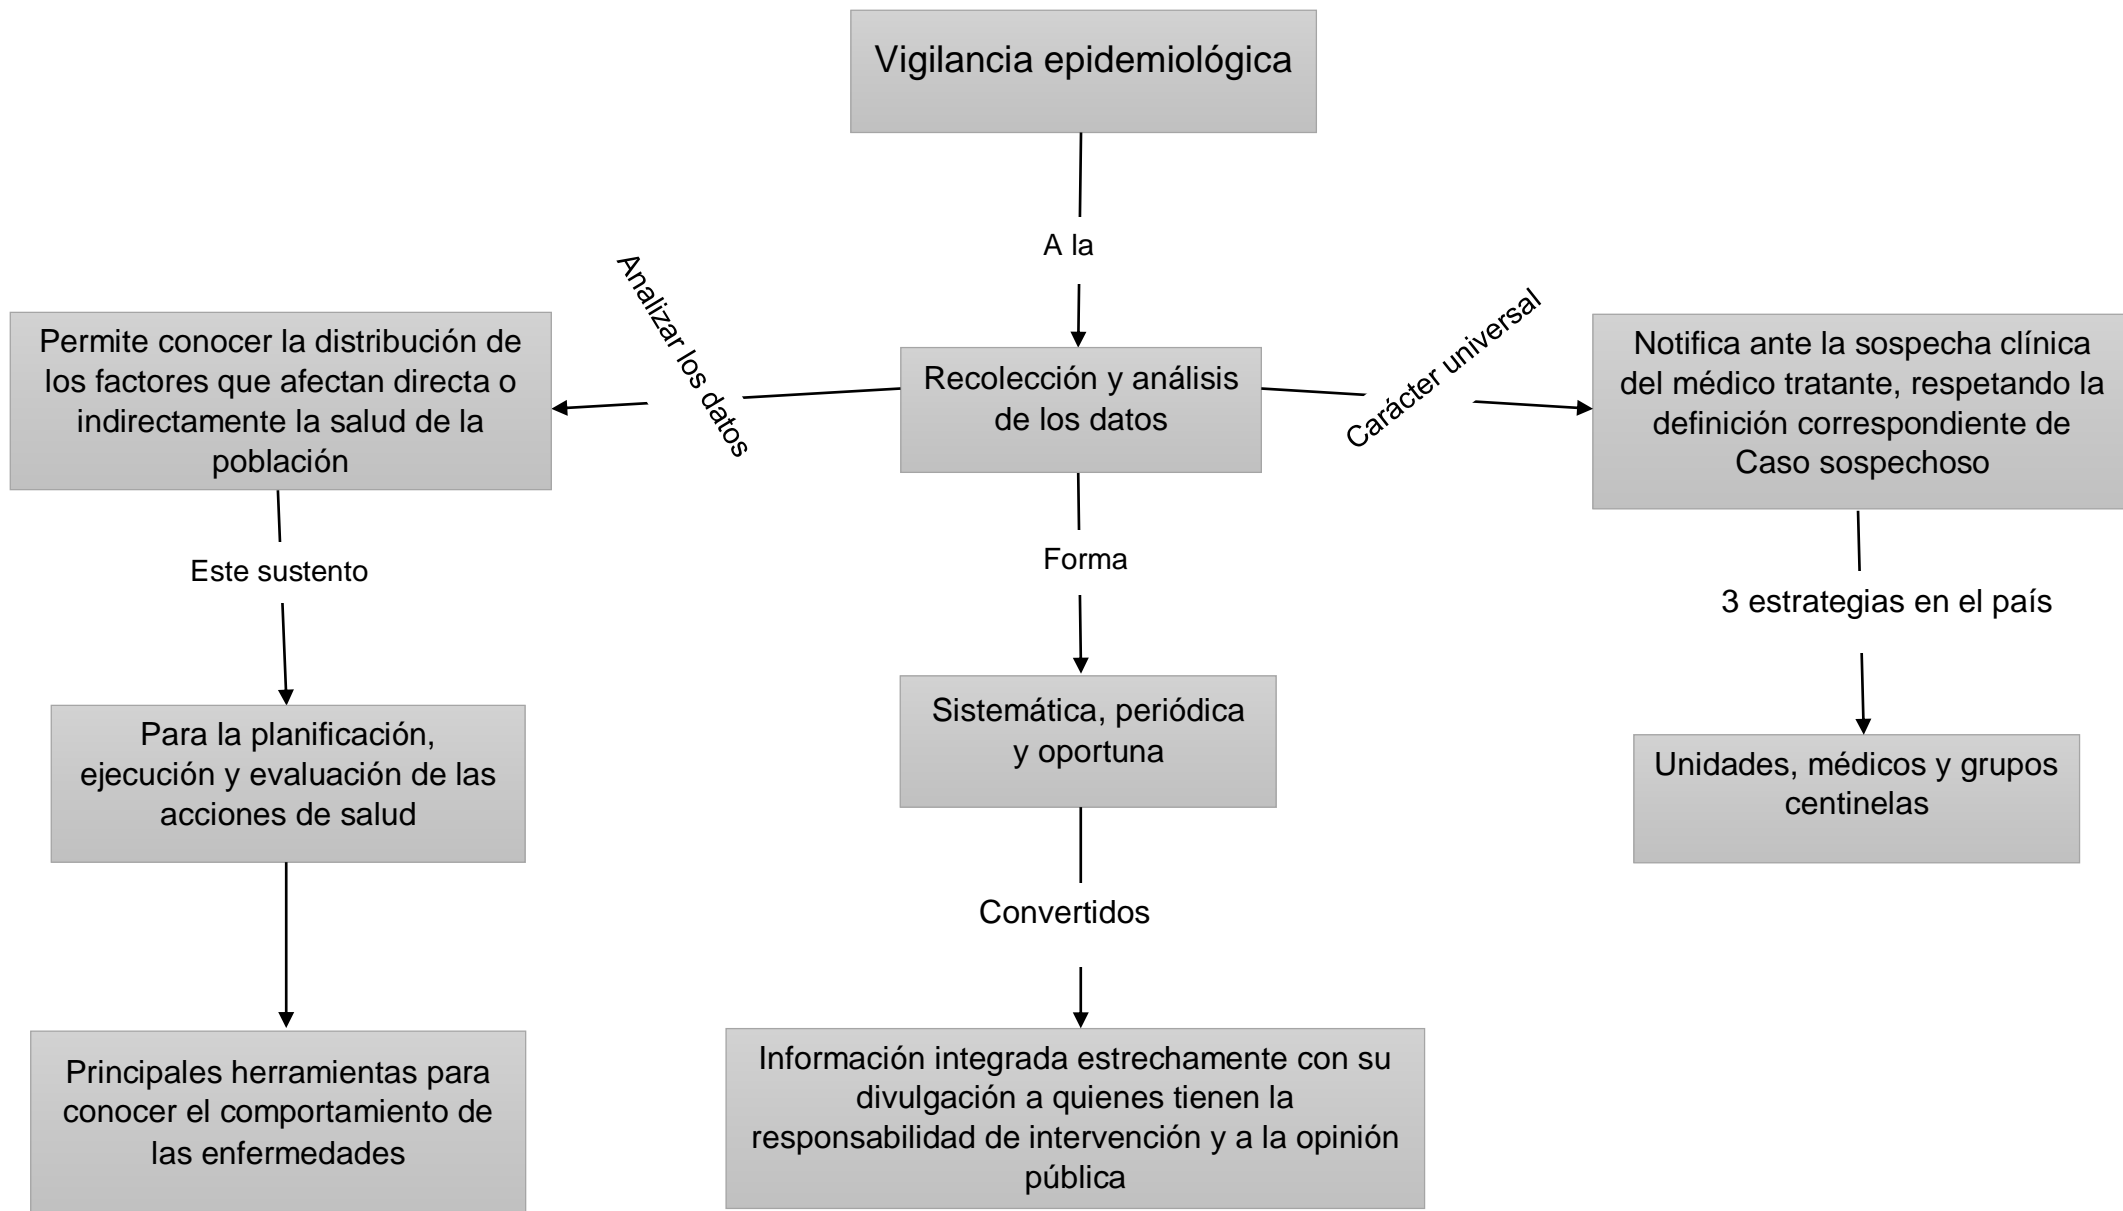 Vigilancia epidemiológica
A la
Analizar los datos
Carácter universal
Permite conocer la distribución de
los factores que afectan directa o
indirectamente la salud de la
población
Recolección y análisis
de los datos
Notifica ante la sospecha clínica
del médico tratante, respetando la
definición correspondiente de
Caso sospechoso
Este sustento
Forma
3 estrategias en el país
Para la planificación,
ejecución y evaluación de las
acciones de salud
Sistemática, periódica
y oportuna
Unidades, médicos y grupos
centinelas
Convertidos
Principales herramientas para
conocer el comportamiento de
las enfermedades
Información integrada estrechamente con su
divulgación a quienes tienen la
responsabilidad de intervención y a la opinión
pública